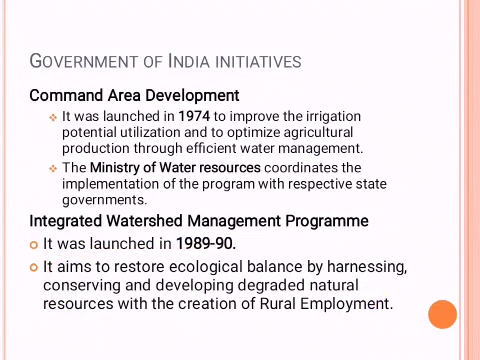 GOVERNMENT OF INDIA INITIATIVES
Command Area Development
It was launched in 1974 to improve the irrigation
potential utilization and to optimize agricultural
production through efficient water management.
The Ministry of Water resources coordinates the
implementation of the program with respective state
governments.
Integrated Watershed Management Programme
It was launched in 1989-90.
It aims to restore ecological balance by harnessing,
conserving and developing degraded natural
resources with the creation of Rural Employment.